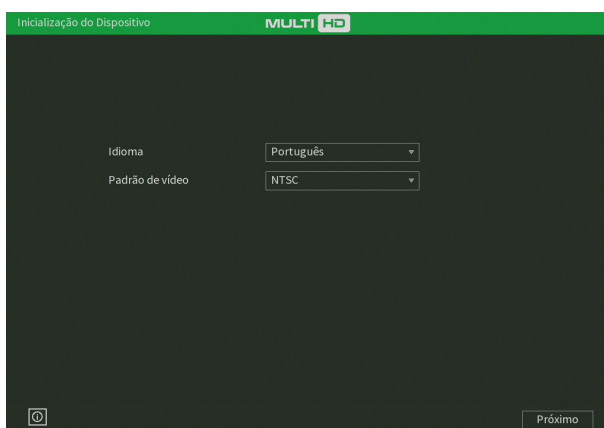 Inicialização do Dispositivo MULTI HD
Idioma Português
Padrão de vídeo NTSC
Próximo